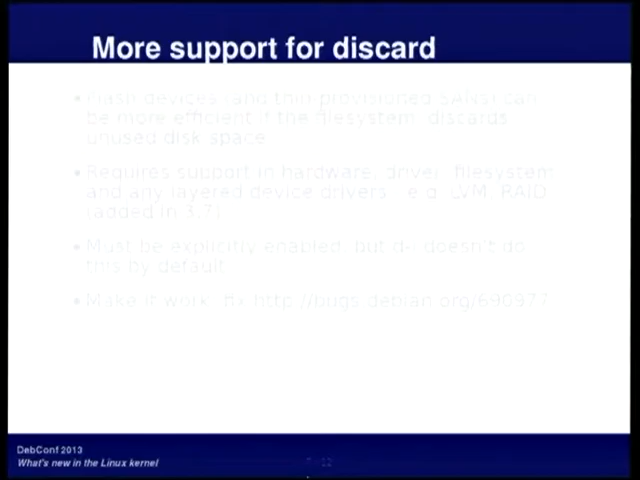 More support for discard
• Flash devices (and thin provisioned SANs) can
be more efficient if the filesystem discards
unused disk space
• Requires support in hardware, driver, filesystem
and any layered device drivers, e.g. LVM, RAID
(added in 3.7)
• Must be explicitly enabled, but d-i doesn't do
this by default
• Make it work: fix http://bugs.debian.org/690977
DebConf 2013
What's new in the Linux kernel